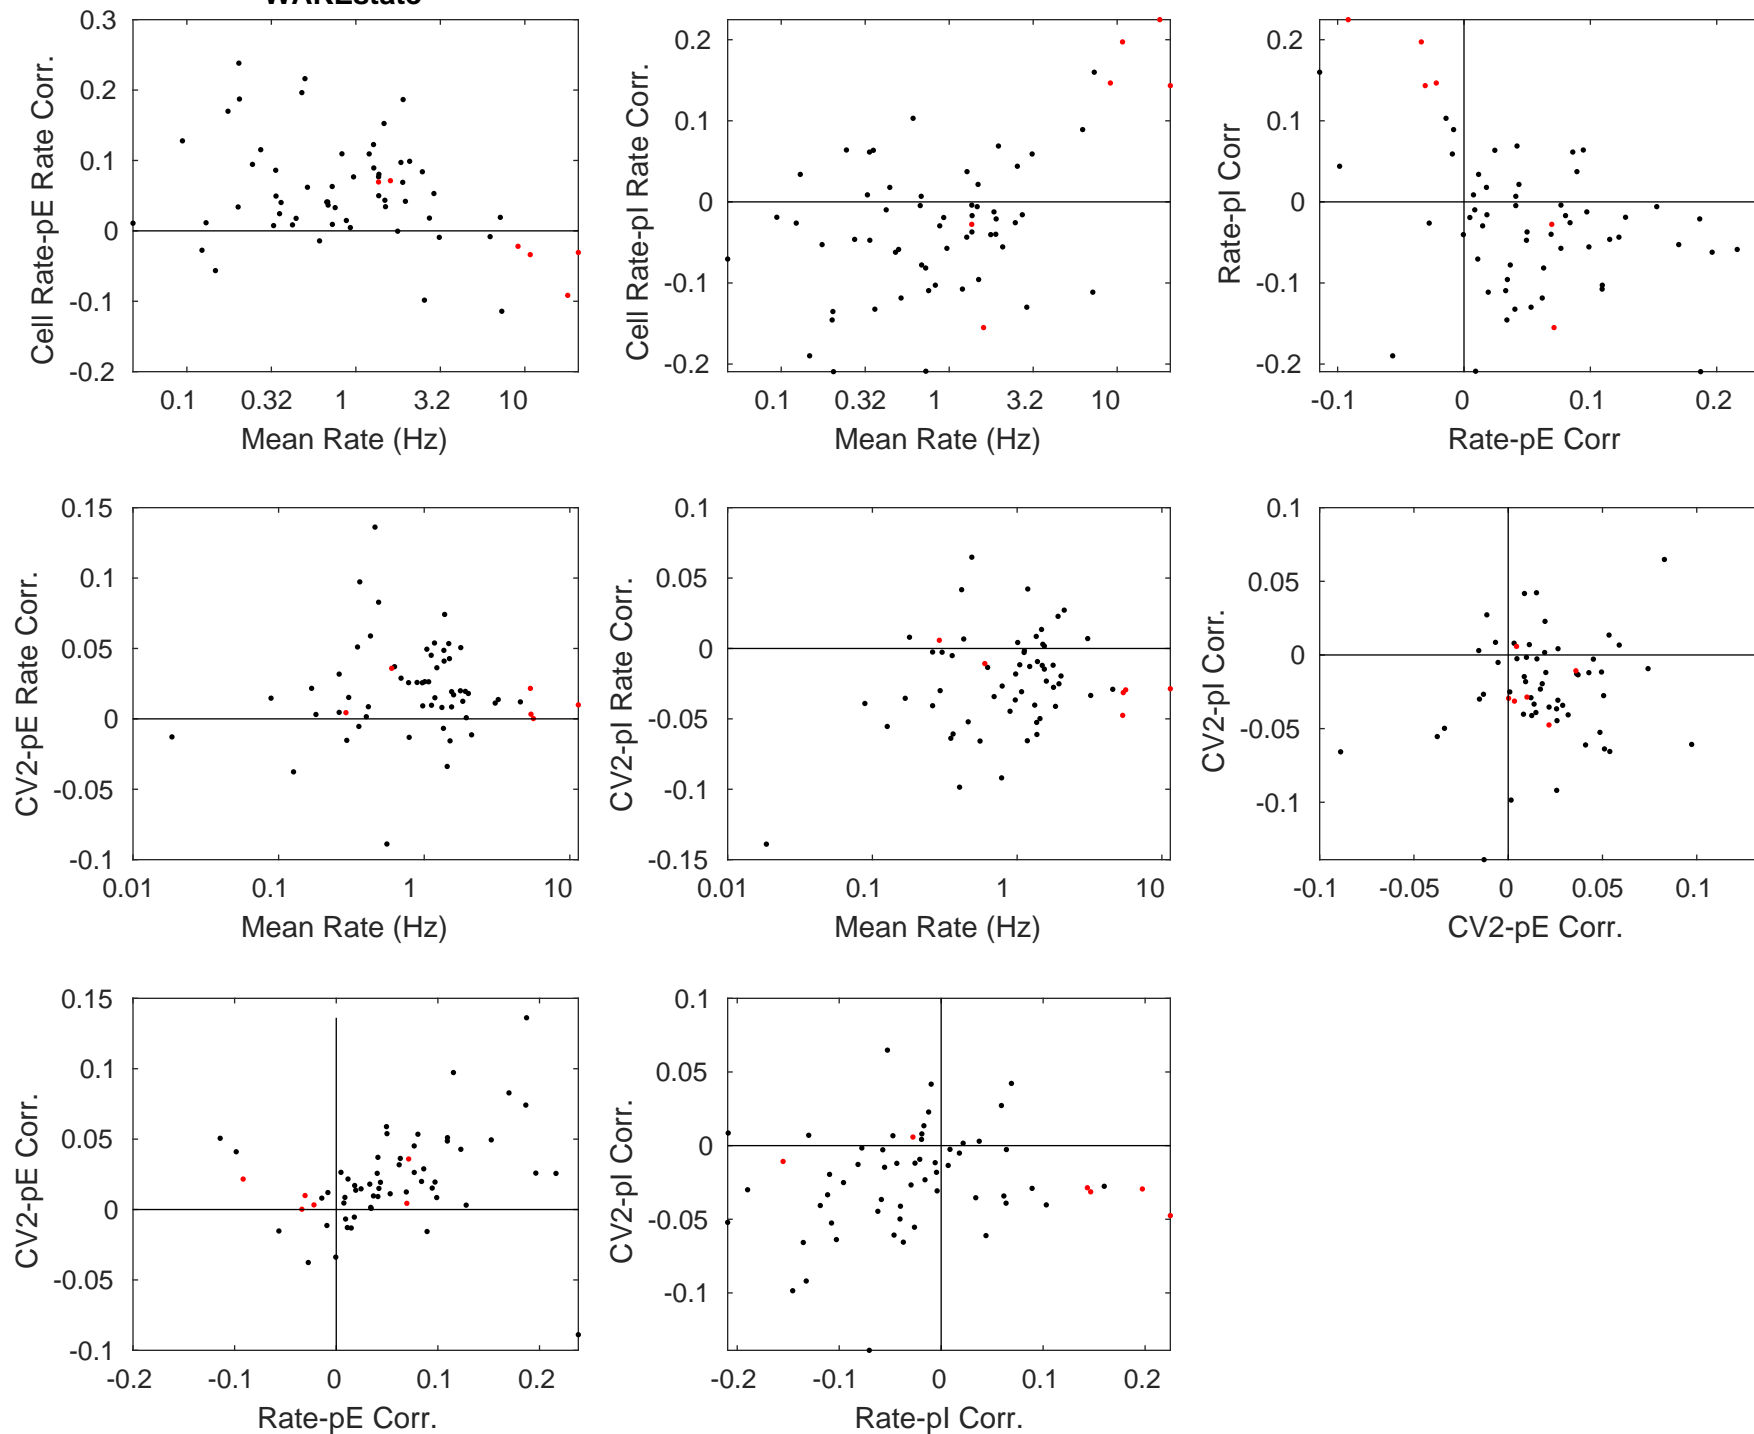 WAKEstate
0.3
0.2
0.1
0
-0.1
-0.2
Cell Rate-pE Rate Corr.
0.1 0.32 1 3.2 10
Mean Rate (Hz)
0.2
0.1
0
-0.1
-0.2
Cell Rate-pI Rate Corr.
0.1 0.32 1 3.2 10
Mean Rate (Hz)
0.2
0.1
0
-0.1
-0.2
Rate-pI Corr
-0.1 0 0.1 0.2
Rate-pE Corr
0.15
0.1
0.05
0
-0.05
-0.1
CV2-pE Rate Corr.
0.01 0.1 1 10
Mean Rate (Hz)
0.1
0.05
0
-0.05
-0.1
-0.15
CV2-pI Rate Corr.
0.01 0.1 1 10
Mean Rate (Hz)
0.1
0.05
0
-0.05
-0.1
CV2-pI Corr.
-0.1 -0.05 0 0.05 0.1
CV2-pE Corr.
0.15
0.1
0.05
0
-0.05
-0.1
CV2-pE Corr.
-0.2 -0.1 0 0.1 0.2
Rate-pE Corr.
0.1
0.05
0
-0.05
-0.1
CV2-pI Corr.
-0.2 -0.1 0 0.1 0.2
Rate-pI Corr.